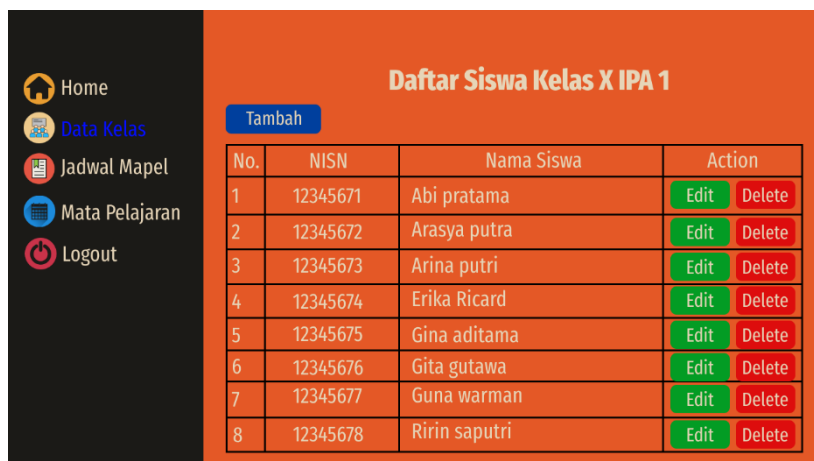 Home
Data Kelas
Jadwal Mapel
Mata Pelajaran
Logout
Daftar Siswa Kelas X IPA 1
Tambah
No. NISN Nama Siswa Action
1 12345671 Abi pratama Edit Delete
2 12345672 Arasya putra Edit Delete
3 12345673 Arina putri Edit Delete
4 12345674 Erika Ricard Edit Delete
5 12345675 Gina aditama Edit Delete
6 12345676 Gita gutawa Edit Delete
7 12345677 Guna warman Edit Delete
8 12345678 Ririn saputri Edit Delete